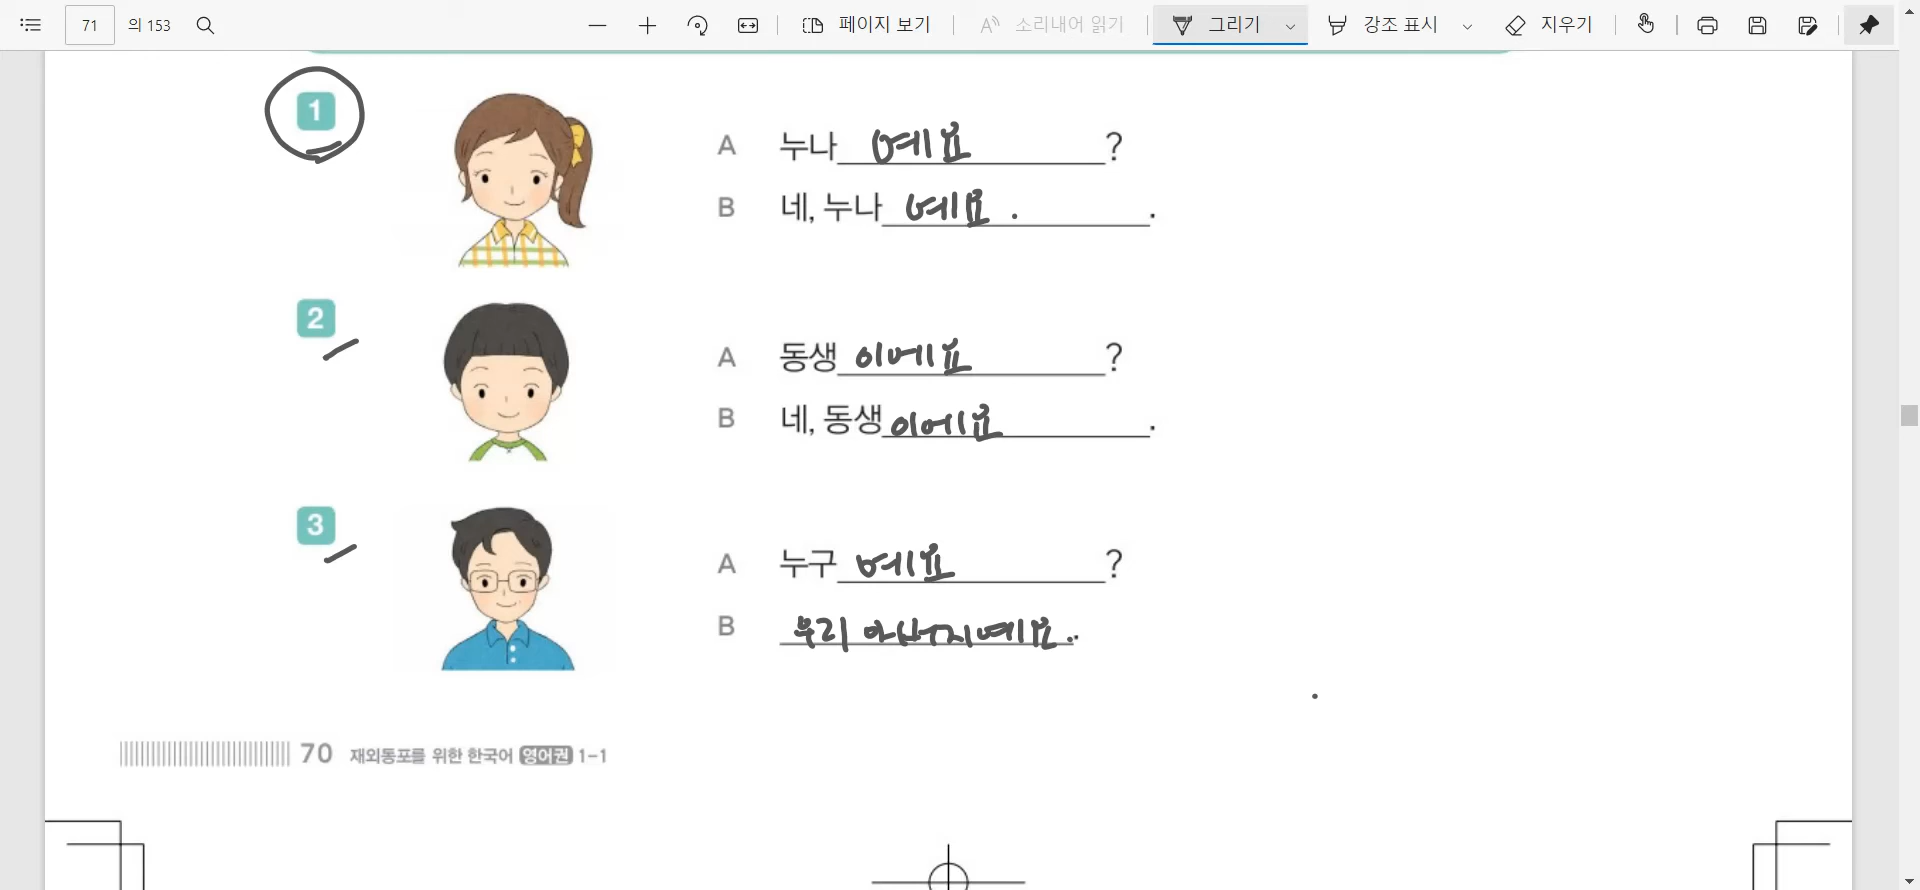 71 의 153 페이지 보기 소리내어 읽기 그리기 강조 표시 지우기
1
A 누나 예요 ?
B 네, 누나 예요 . .
2
A 동생 이에요 ?
B 네, 동생 이에요 .
3
A 누구 예요 ?
B 우리 아버지예요.
70 재외동포를 위한 한국어 영어권 1-1